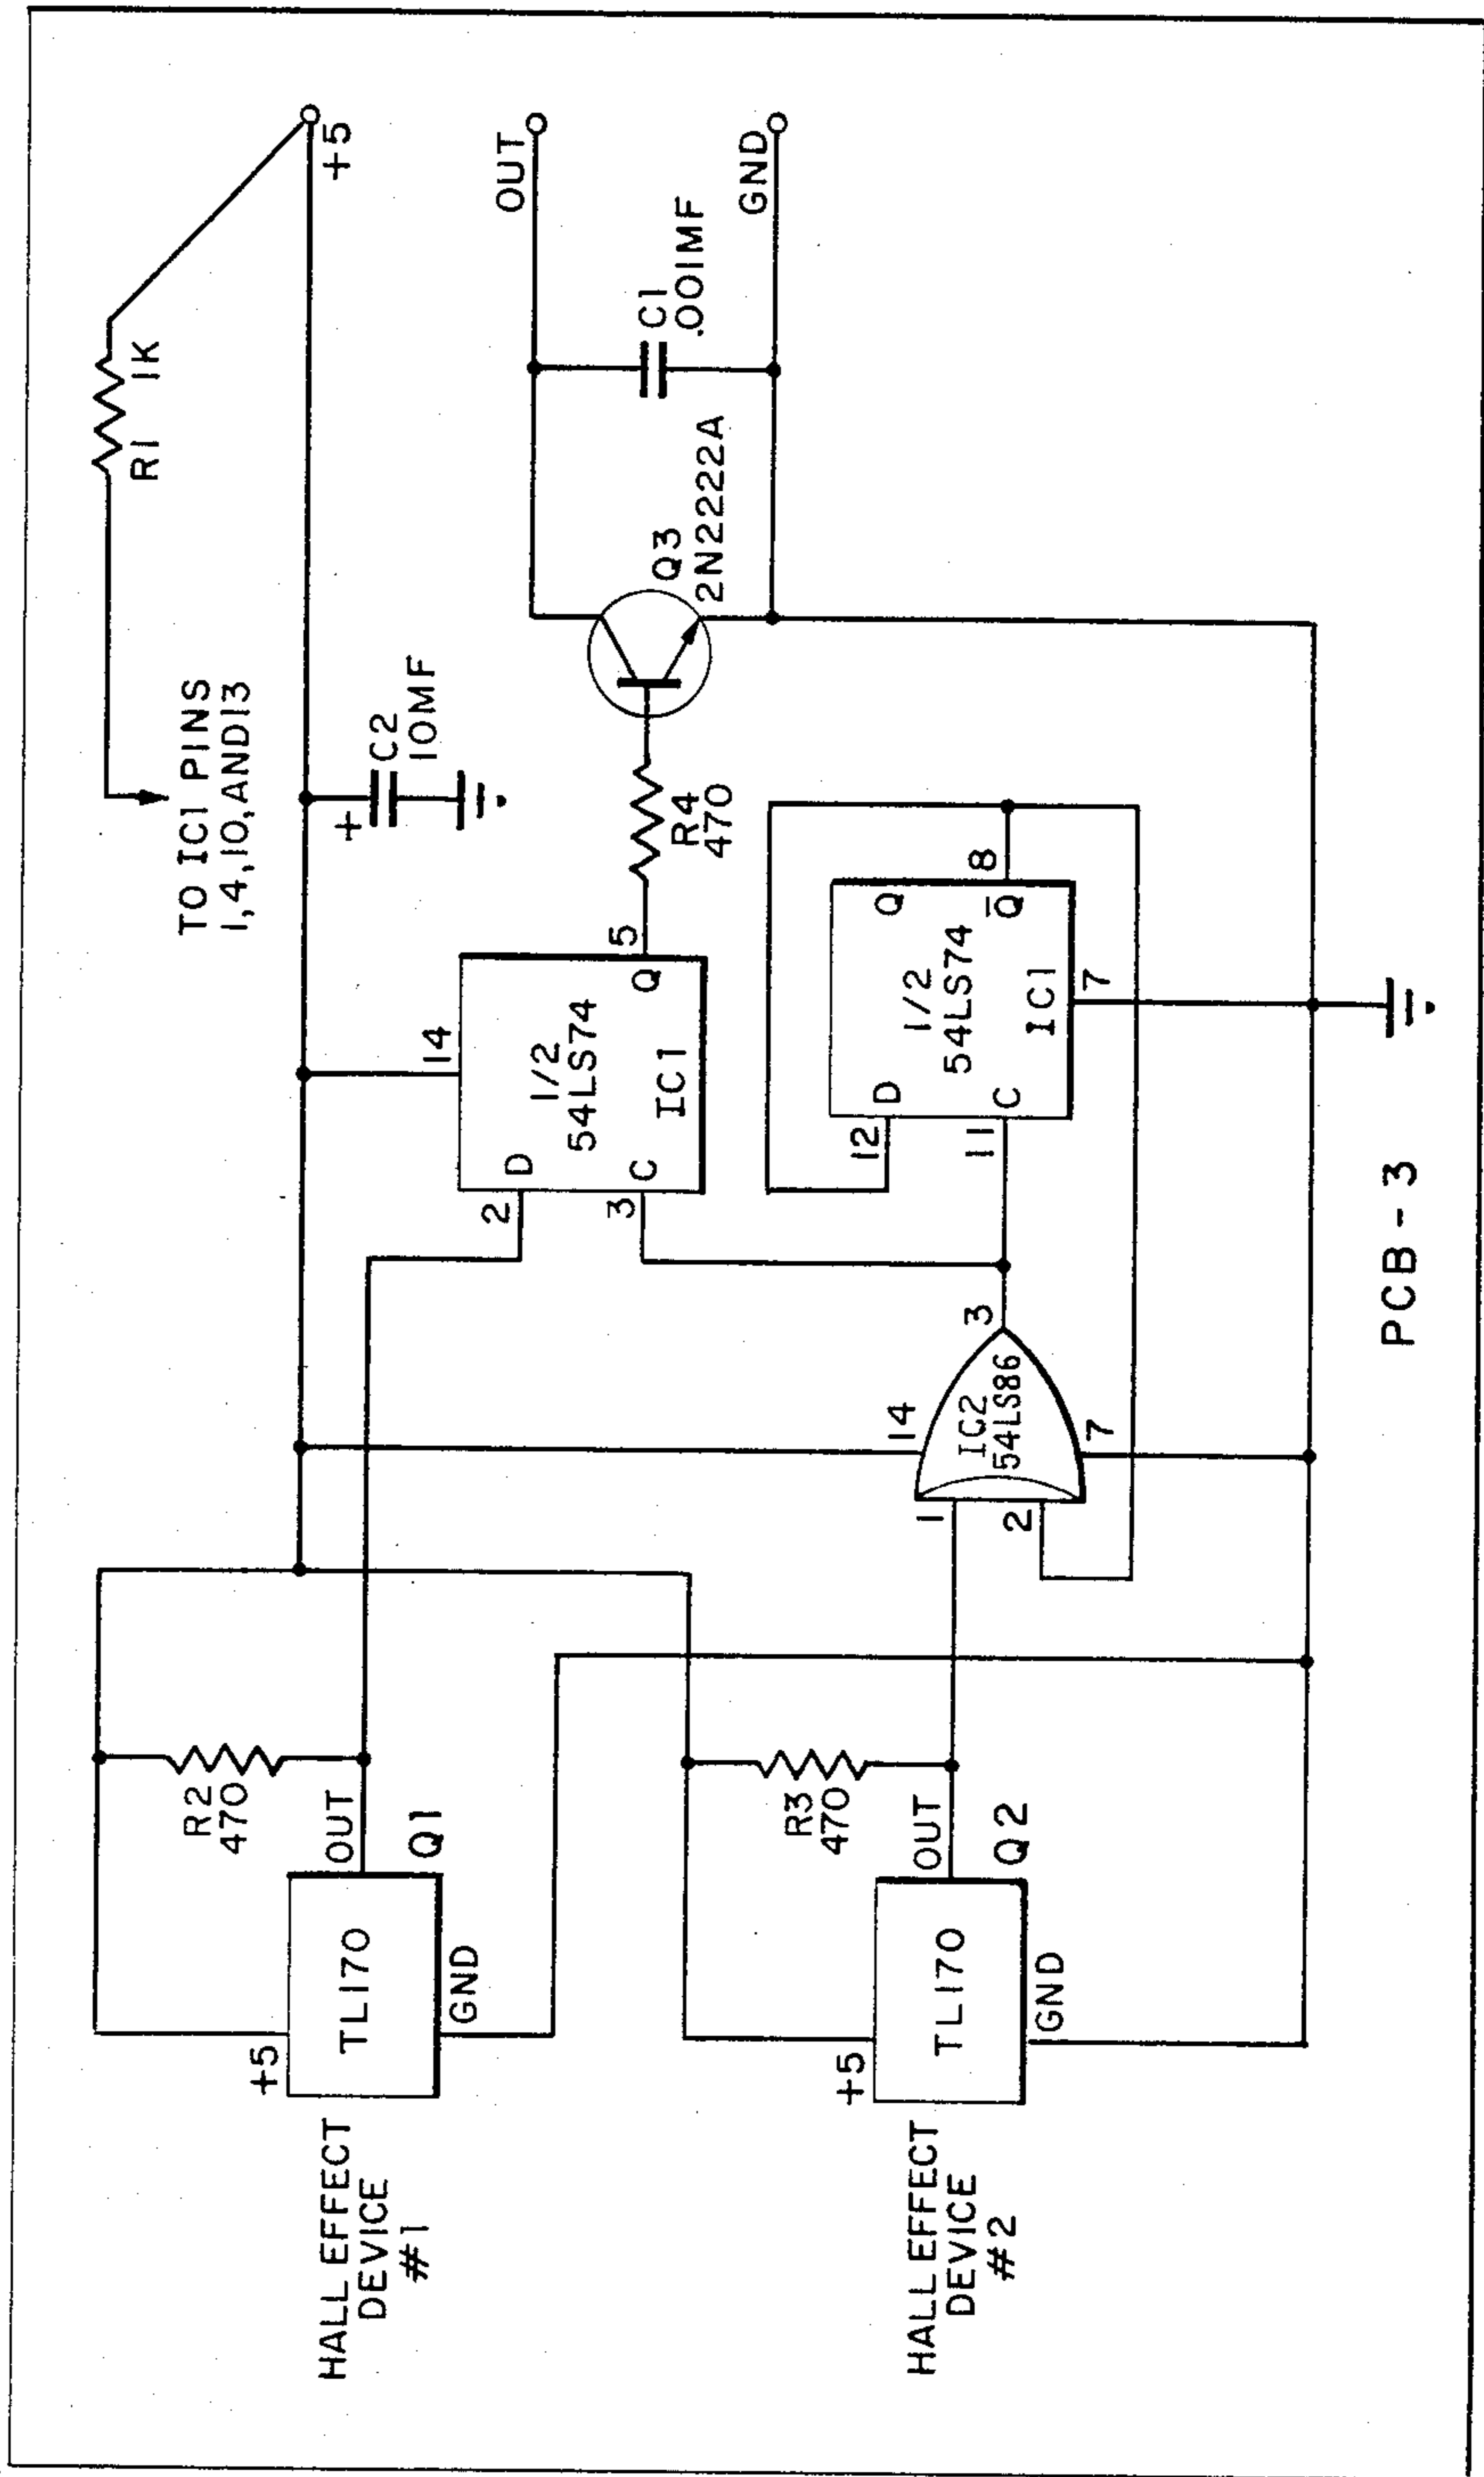 R1 1K
TO IC1 PINS
1,4,10,AND13
+5
+
C2
10MF
OUT
GND
C1
.001MF
Q3
2N2222A
R4
470
14
1/2
54LS74
IC1
D
2
C
3
Q
5
1/2
54LS74
IC1
D
12
C
11
Q
Q̅
8
7
IC2
54LS86
14
1
2
3
7
R2
470
OUT
Q1
+5
TL170
GND
HALL EFFECT
DEVICE
#1
R3
470
OUT
Q2
+5
TL170
GND
HALL EFFECT
DEVICE
#2
PCB-3